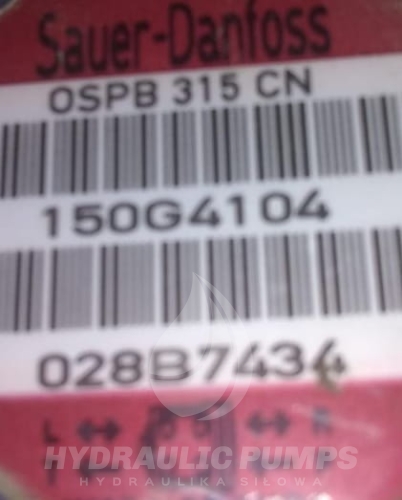 Sauer-Danfoss
OSPB 315 CN
150G4104
028B7434
L ↔ ↔ R
HYDRAULIC PUMPS
HYDRAULIKA SIŁOWA